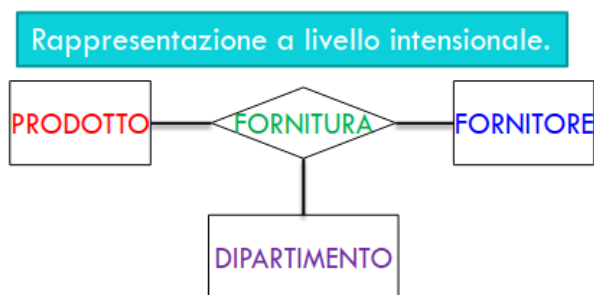 Rappresentazione a livello intensionale.
PRODOTTO FORNITURA FORNITORE
DIPARTIMENTO